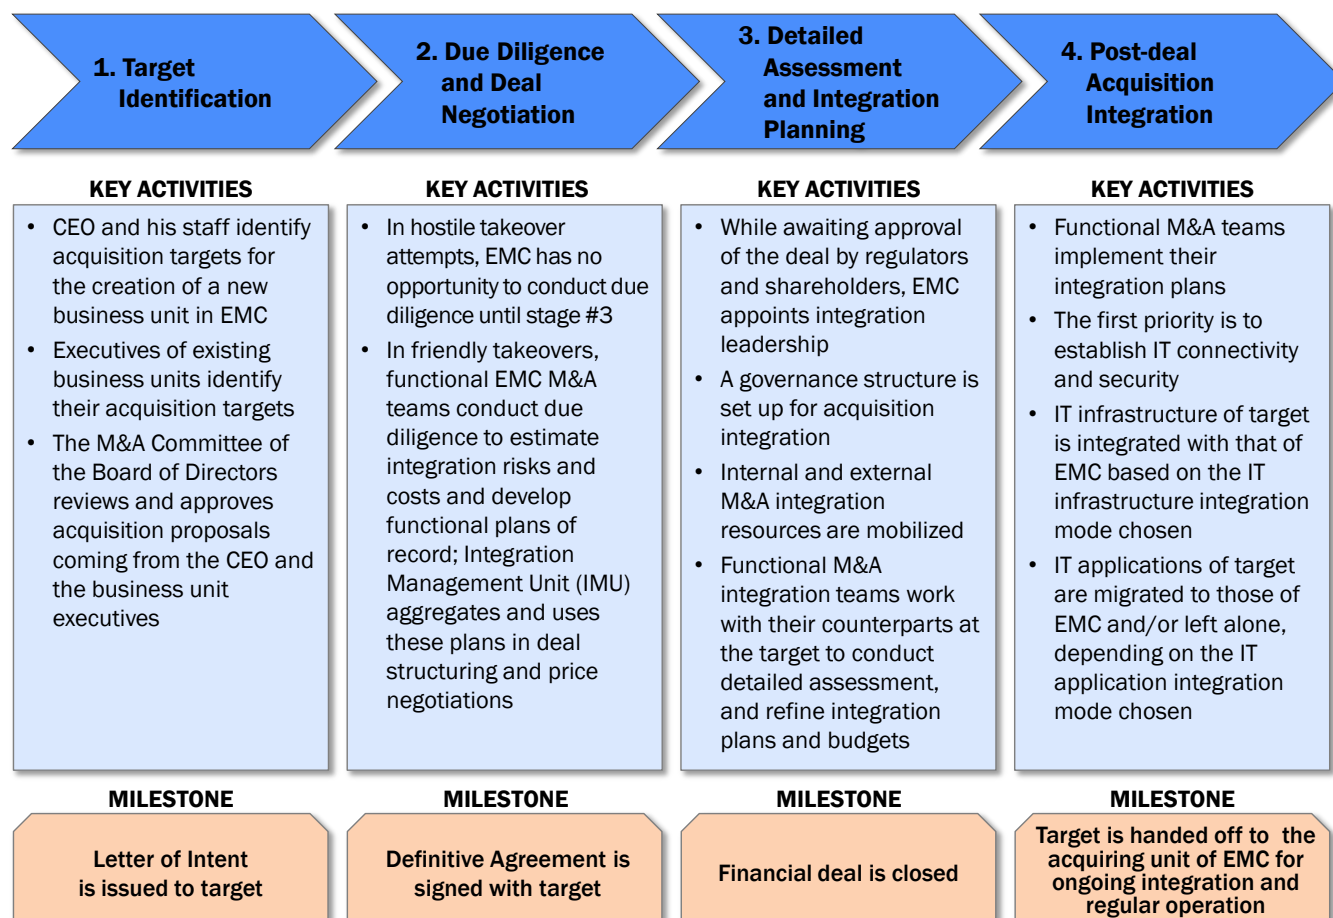 1. Target
Identification
2. Due Diligence
and Deal
Negotiation
3. Detailed
Assessment
and Integration
Planning
4. Post-deal
Acquisition
Integration
KEY ACTIVITIES
• CEO and his staff identify
acquisition targets for
the creation of a new
business unit in EMC
• Executives of existing
business units identify
their acquisition targets
• The M&A Committee of
the Board of Directors
reviews and approves
acquisition proposals
coming from the CEO and
the business unit
executives
MILESTONE
Letter of Intent
is issued to target
KEY ACTIVITIES
• In hostile takeover
attempts, EMC has no
opportunity to conduct due
diligence until stage #3
• In friendly takeovers,
functional EMC M&A
teams conduct due
diligence to estimate
integration risks and
costs and develop
functional plans of
record; Integration
Management Unit (IMU)
aggregates and uses
these plans in deal
structuring and price
negotiations
MILESTONE
Definitive Agreement is
signed with target
KEY ACTIVITIES
• While awaiting approval
of the deal by regulators
and shareholders, EMC
appoints integration
leadership
• A governance structure is
set up for acquisition
integration
• Internal and external
M&A integration
resources are mobilized
• Functional M&A
integration teams work
with their counterparts at
the target to conduct
detailed assessment,
and refine integration
plans and budgets
MILESTONE
Financial deal is closed
KEY ACTIVITIES
• Functional M&A teams
implement their
integration plans
• The first priority is to
establish IT connectivity
and security
• IT infrastructure of target
is integrated with that of
EMC based on the IT
infrastructure integration
mode chosen
• IT applications of target
are migrated to those of
EMC and/or left alone,
depending on the IT
application integration
mode chosen
MILESTONE
Target is handed off to the
acquiring unit of EMC for
ongoing integration and
regular operation